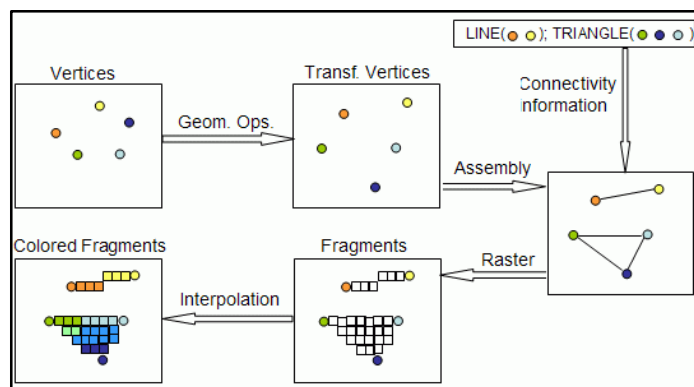 LINE( ); TRIANGLE( )
Vertices
Transf. Vertices
Connectivity
Information
Geom. Ops.
Assembly
Colored Fragments
Fragments
Raster
Interpolation